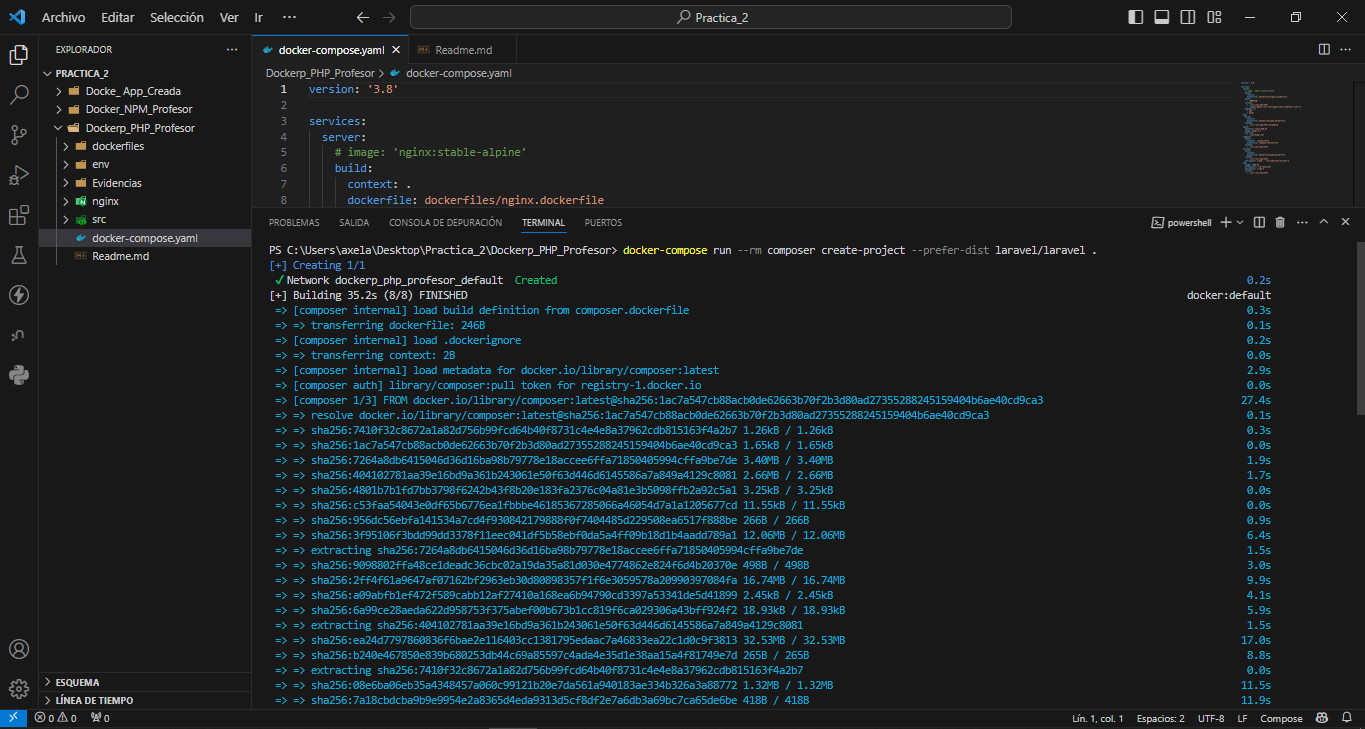 Archivo Editar Selección Ver Ir ··· Practica_2
EXPLORADOR ···
PRACTICA_2
Docke_ App_Creada
Docker_NPM_Profesor
Dockerp_PHP_Profesor
dockerfiles
env
Evidencias
nginx
src
docker-compose.yaml
Readme.md
ESQUEMA
LÍNEA DE TIEMPO
docker-compose.yaml Readme.md
Dockerp_PHP_Profesor > docker-compose.yaml
1 version: '3.8'
2
3 services:
4 server:
5 # image: 'nginx:stable-alpine'
6 build:
7 context: .
8 dockerfile: dockerfiles/nginx.dockerfile
PROBLEMAS SALIDA CONSOLA DE DEPURACIÓN TERMINAL PUERTOS powershell
PS C:\Users\axela\Desktop\Practica_2\Dockerp_PHP_Profesor> docker-compose run --rm composer create-project --prefer-dist laravel/laravel .
[+] Creating 1/1
✓ Network dockerp_php_profesor_default Created 0.2s
[+] Building 35.2s (8/8) FINISHED docker:default
=> [composer internal] load build definition from composer.dockerfile 0.3s
=> => transferring dockerfile: 246B 0.1s
=> [composer internal] load .dockerignore 0.2s
=> => transferring context: 2B 0.0s
=> [composer internal] load metadata for docker.io/library/composer:latest 2.9s
=> [composer auth] library/composer:pull token for registry-1.docker.io 0.0s
=> [composer 1/3] FROM docker.io/library/composer:latest@sha256:1ac7a547cb88acb0de62663b70f2b3d80ad27355288245159404b6ae40cd9ca3 27.4s
=> => resolve docker.io/library/composer:latest@sha256:1ac7a547cb88acb0de62663b70f2b3d80ad27355288245159404b6ae40cd9ca3 0.1s
=> => sha256:7410f32c8672a1a82d756b99fcd64b40f8731c4e4e8a37962cdb815163f4a2b7 1.26kB / 1.26kB 0.3s
=> => sha256:1ac7a547cb88acb0de62663b70f2b3d80ad27355288245159404b6ae40cd9ca3 1.65kB / 1.65kB 0.0s
=> => sha256:7264a8db6415046d36d16ba98b79778e18accee6ffa71850405994cffa9be7de 3.40MB / 3.40MB 1.9s
=> => sha256:404102781aa39e16bd9a361b243061e50f63d446d6145586a7a849a4129c8081 2.66MB / 2.66MB 1.7s
=> => sha256:4801b7b1fd7bb3798f6242b43f8b20e183fa2376c04a81e3b5098ffb2a92c5a1 3.25kB / 3.25kB 0.0s
=> => sha256:c53faa54043e0df65b6776ea1fbbbe46185367285066a46054d7a1a1205677cd 11.55kB / 11.55kB 0.0s
=> => sha256:956dc56ebfa141534a7cd4f930842179888f0f7404485d229508ea6517f888be 266B / 266B 0.9s
=> => sha256:3f95106f3bdd99dd3378f11eec041df5b58ebf0da5a4ff09b18d1b4aadd789a1 12.06MB / 12.06MB 6.4s
=> => extracting sha256:7264a8db6415046d36d16ba98b79778e18accee6ffa71850405994cffa9be7de 1.5s
=> => sha256:9098802ffa48ce1deadc36cbc02a19da35a81d030e4774862e824f6d4b20370e 498B / 498B 3.0s
=> => sha256:2ff4f61a9647af07162bf2963eb30d80898357f1f6e3059578a20990397084fa 16.74MB / 16.74MB 9.9s
=> => sha256:a09abfb1ef472f589cabb12af27410a168ea6b94790cd3397a53341de5d41899 2.45kB / 2.45kB 4.1s
=> => sha256:6a99ce28aeda622d958753f375abef00b673b1cc819f6ca029306a43bff924f2 18.93kB / 18.93kB 5.9s
=> => extracting sha256:404102781aa39e16bd9a361b243061e50f63d446d6145586a7a849a4129c8081 1.5s
=> => sha256:ea24d7797860836f6bae2e116403cc1381795edaac7a46833ea22c1d0c9f3813 32.53MB / 32.53MB 17.0s
=> => sha256:b240e467850e839b680253db44c69a85597c4ada4e35d1e38aa15a4f81749e7d 265B / 265B 8.8s
=> => extracting sha256:7410f32c8672a1a82d756b99fcd64b40f8731c4e4e8a37962cdb815163f4a2b7 0.0s
=> => sha256:08e6ba06eb35a4348457a060c99121b20e7da561a940183ae334b326a3a88772 1.32MB / 1.32MB 11.5s
=> => sha256:7a18cbdcba9b9e9954e2a8365d4eda9313d5cf8df2e7a6db3a69bc7ca65de6be 418B / 418B 11.9s
0 0 0 Lín. 1, col. 1 Espacios: 2 UTF-8 LF Compose